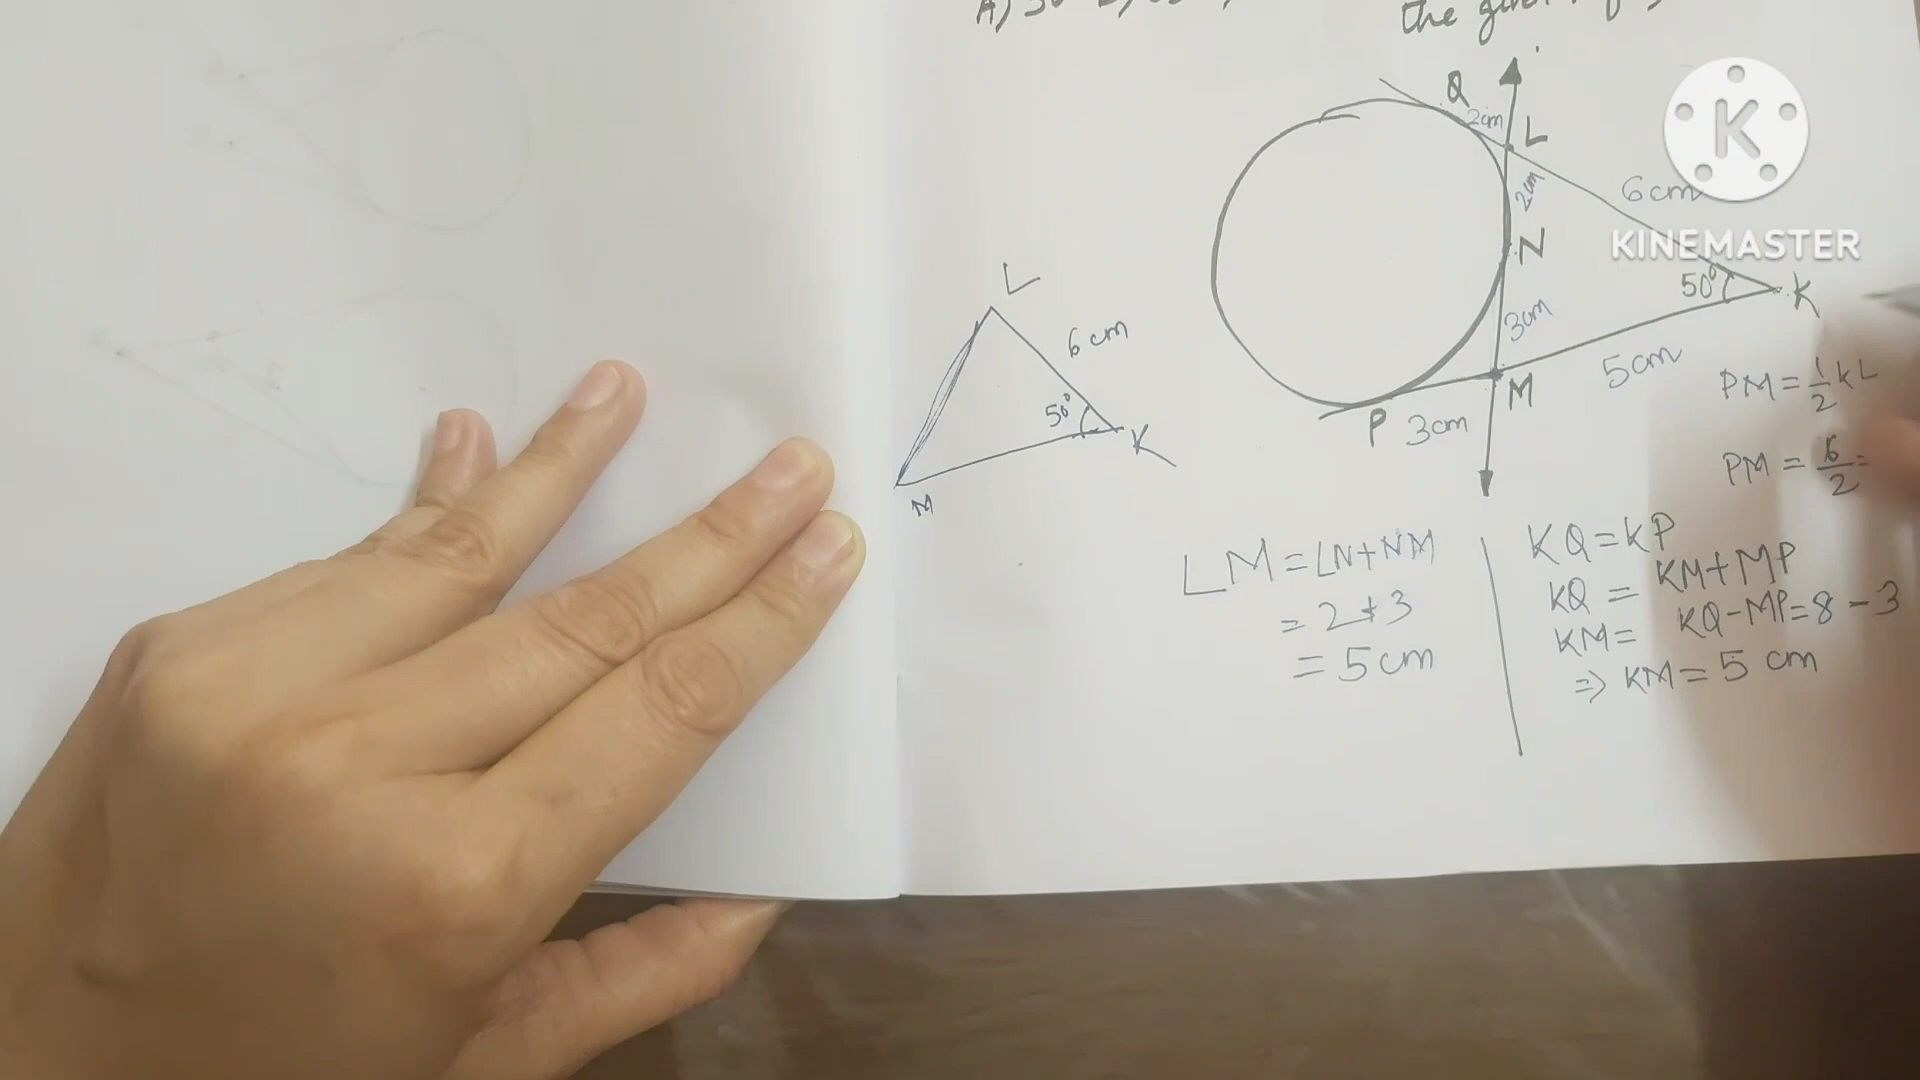 the given
Q
2cm
L
2cm
6cm
K
KINEMASTER
N
50°
K
3cm
5cm
M
P
3cm
PM = 1/2 KL
PM = 6/2 =
L
6 cm
50°
K
M
LM = LN + NM
= 2 + 3
= 5 cm
KQ = KP
KQ = KM + MP
KM = KQ - MP = 8 - 3
=> KM = 5 cm